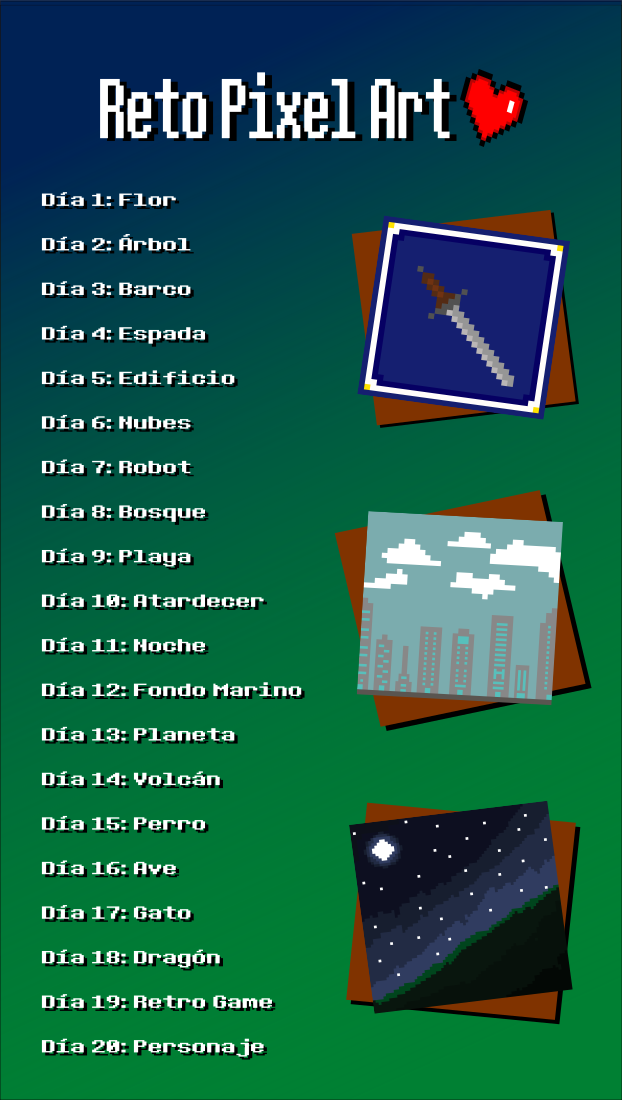 Reto Pixel Art
Día 1: Flor
Día 2: Árbol
Día 3: Barco
Día 4: Espada
Día 5: Edificio
Día 6: Nubes
Día 7: Robot
Día 8: Bosque
Día 9: Playa
Día 10: Atardecer
Día 11: Noche
Día 12: Fondo Marino
Día 13: Planeta
Día 14: Volcán
Día 15: Perro
Día 16: Ave
Día 17: Gato
Día 18: Dragón
Día 19: Retro Game
Día 20: Personaje